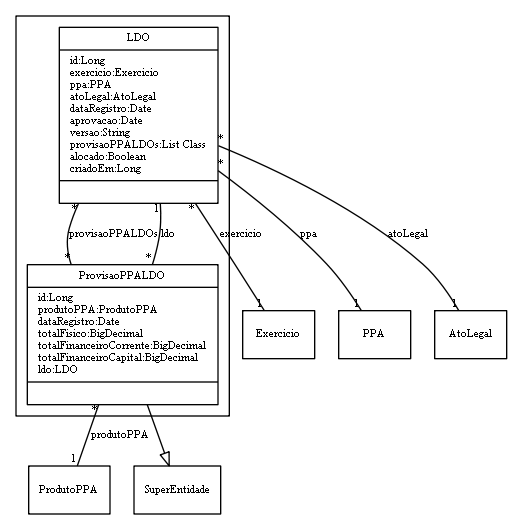 LDO
id:Long
exercicio:Exercicio
ppa:PPA
atoLegal:AtoLegal
dataRegistro:Date
aprovacao:Date
versao:String
provisaoPPALDOs:List Class
alocado:Boolean
criadoEm:Long
*
*
* 1 *
provisaoPPALDOs ldo exercicio ppa atoLegal
* *
ProvisaoPPALDO
id:Long
produtoPPA:ProdutoPPA
dataRegistro:Date
totalFisico:BigDecimal
totalFinanceiroCorrente:BigDecimal
totalFinanceiroCapital:BigDecimal
ldo:LDO
1 1 1
Exercicio PPA AtoLegal
*
produtoPPA
1
ProdutoPPA SuperEntidade